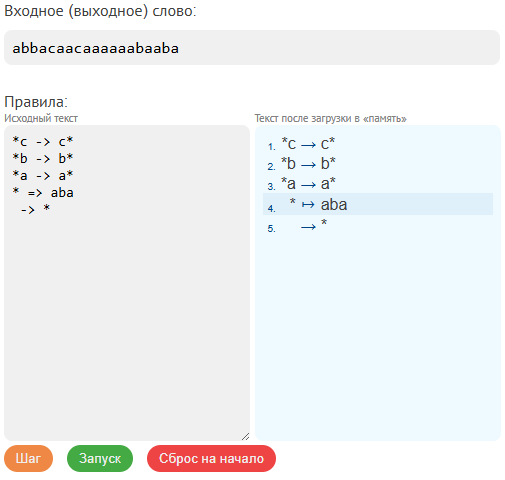 Входное (выходное) слово:
abbacaacaaaaaabaaba
Правила:
Исходный текст
*c -> c*
*b -> b*
*a -> a*
* => aba
-> *
Текст после загрузки в «память»
1. *c → c*
2. *b → b*
3. *a → a*
4. * ↦ aba
5. → *
Шаг
Запуск
Сброс на начало